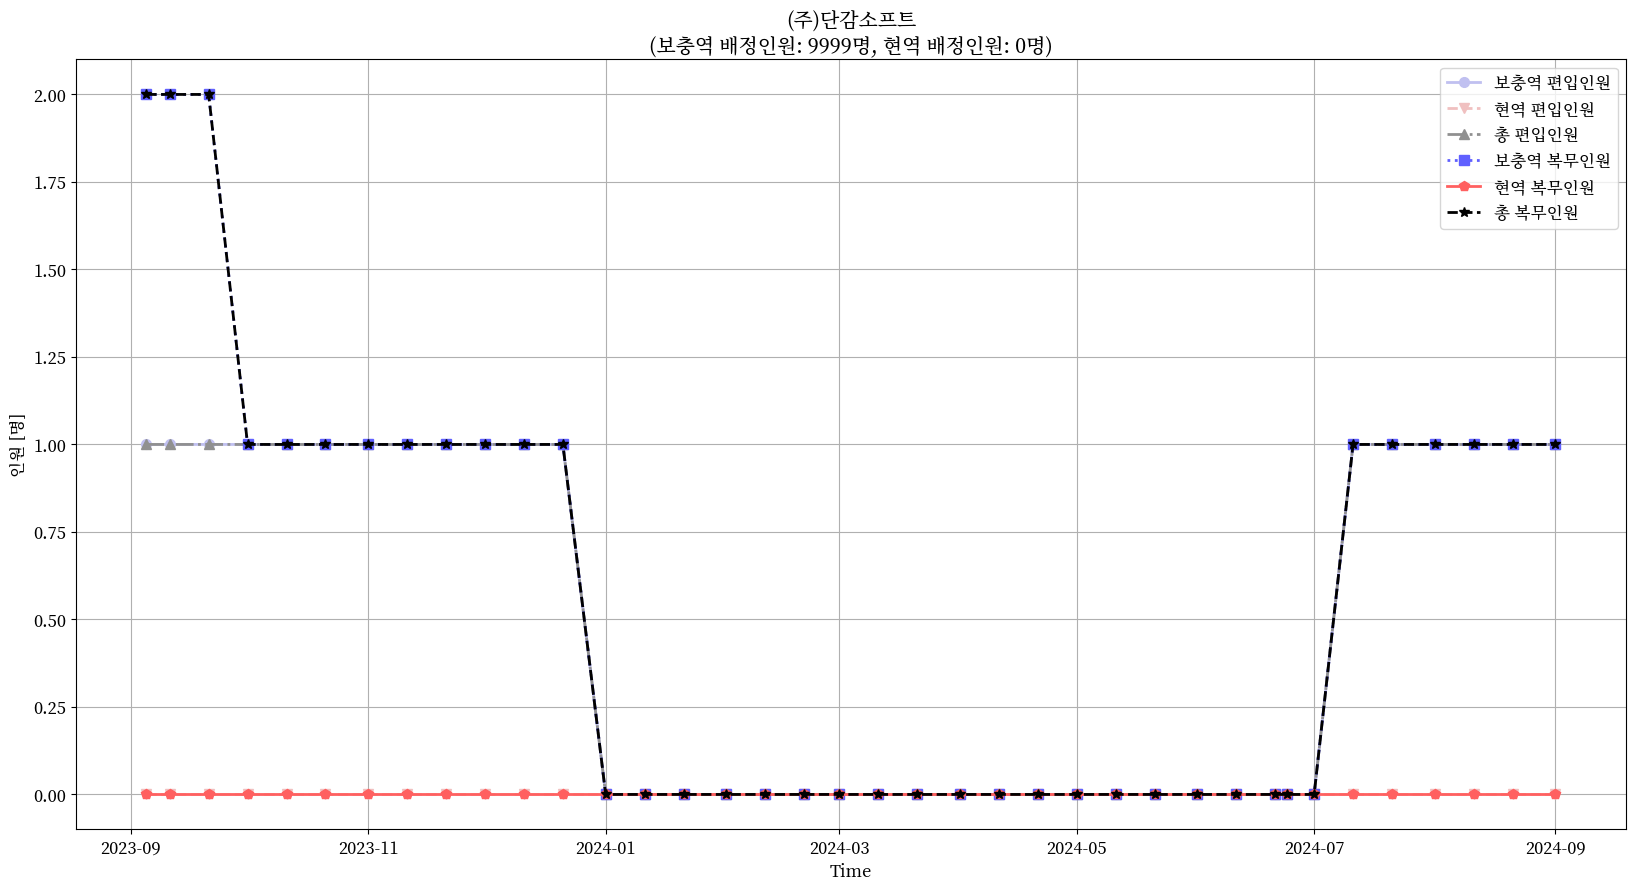 (주)단감소프트
(보충역 배정인원: 9999명, 현역 배정인원: 0명)
보충역 편입인원
현역 편입인원
총 편입인원
보충역 복무인원
현역 복무인원
총 복무인원
인원 [명]
2.00
1.75
1.50
1.25
1.00
0.75
0.50
0.25
0.00
2023-09 2023-11 2024-01 2024-03 2024-05 2024-07 2024-09
Time